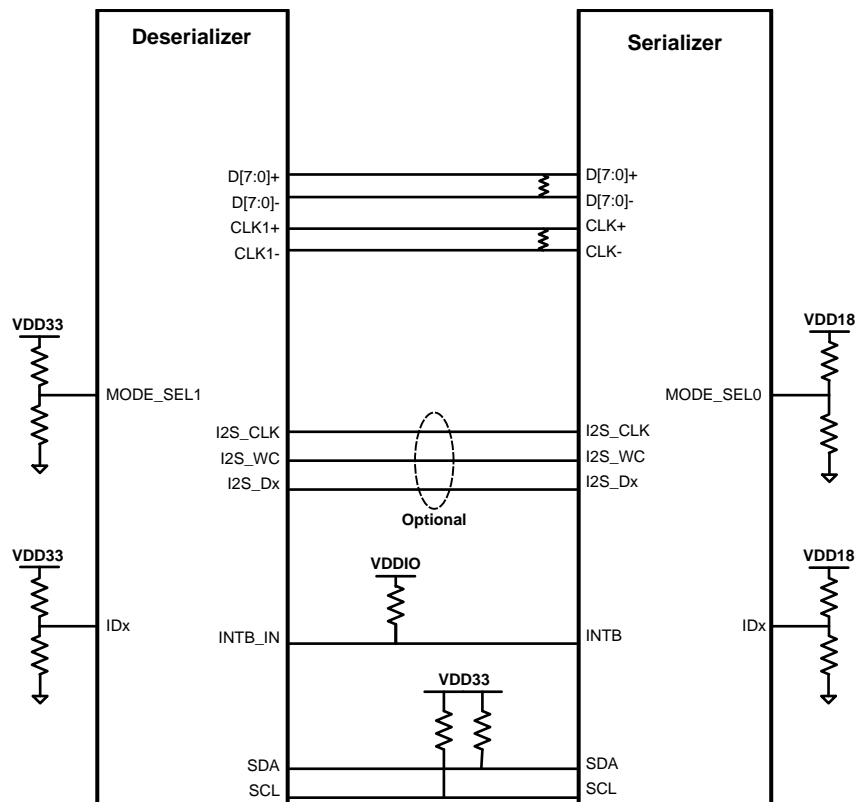 Deserializer
Serializer
D[7:0]+
D[7:0]+
D[7:0]-
D[7:0]-
CLK1+
CLK+
CLK1-
CLK-
VDD33
VDD18
MODE_SEL1
MODE_SEL0
I2S_CLK
I2S_CLK
I2S_WC
I2S_WC
I2S_Dx
I2S_Dx
Optional
VDD33
VDDIO
VDD18
IDx
IDx
INTB_IN
INTB
VDD33
SDA
SDA
SCL
SCL